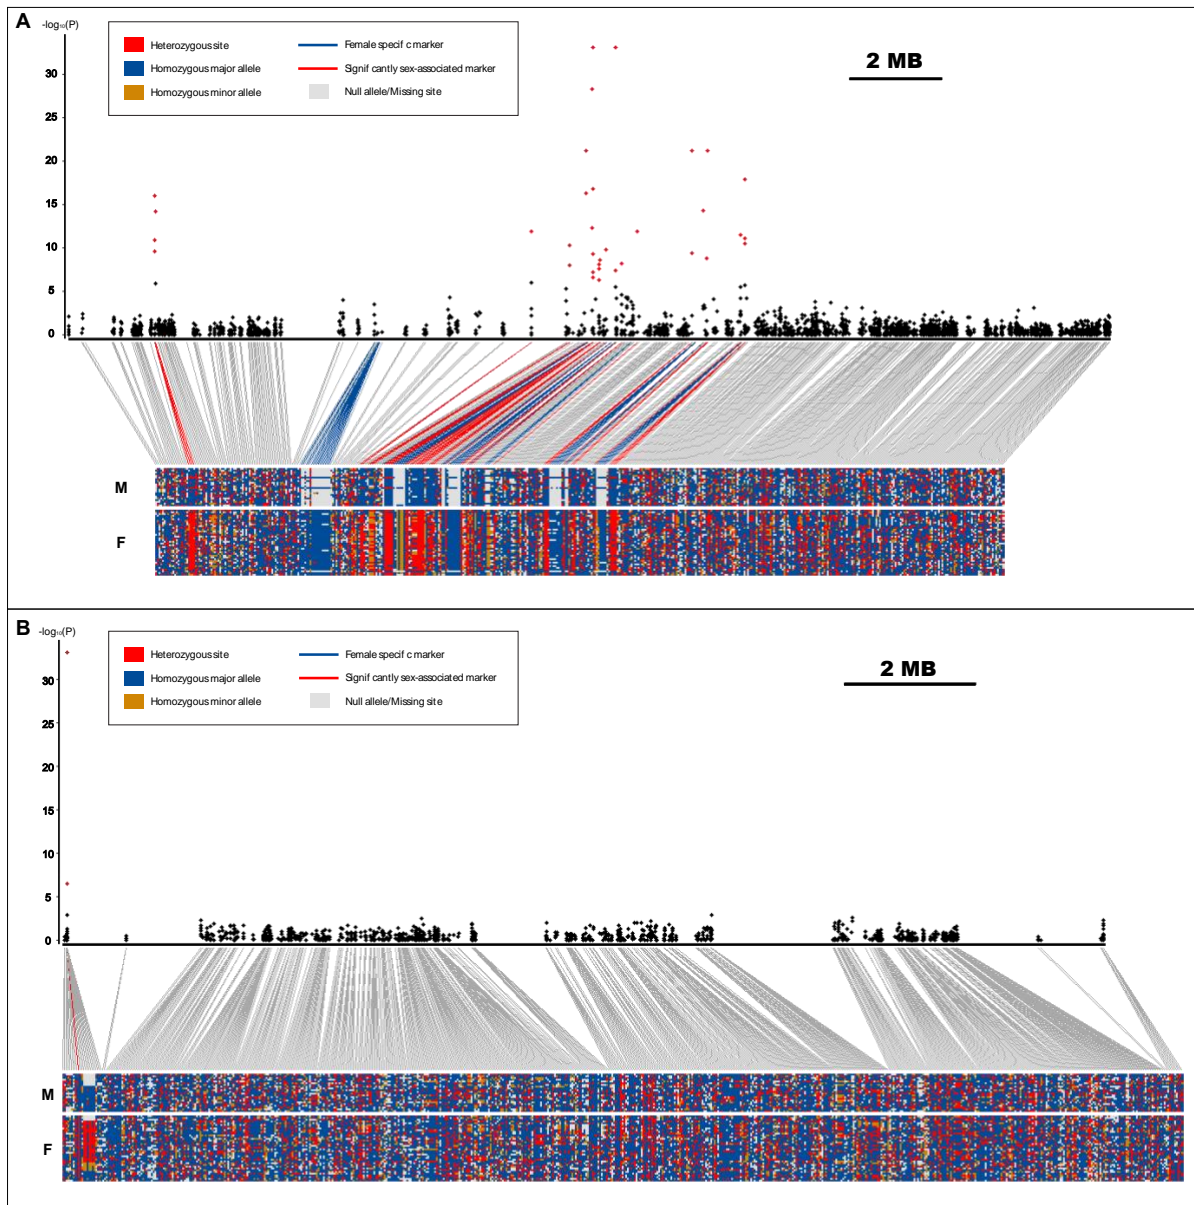 A
-log₁₀(P)
Heterozygous site
Female specif c marker
Homozygous major allele
Signif cantly sex-associated marker
Homozygous minor allele
Null allele/Missing site
2 MB
30
25
20
15
10
5
0
M
F
B
-log₁₀(P)
Heterozygous site
Female specif c marker
Homozygous major allele
Signif cantly sex-associated marker
Homozygous minor allele
Null allele/Missing site
2 MB
30
25
20
15
10
5
0
M
F